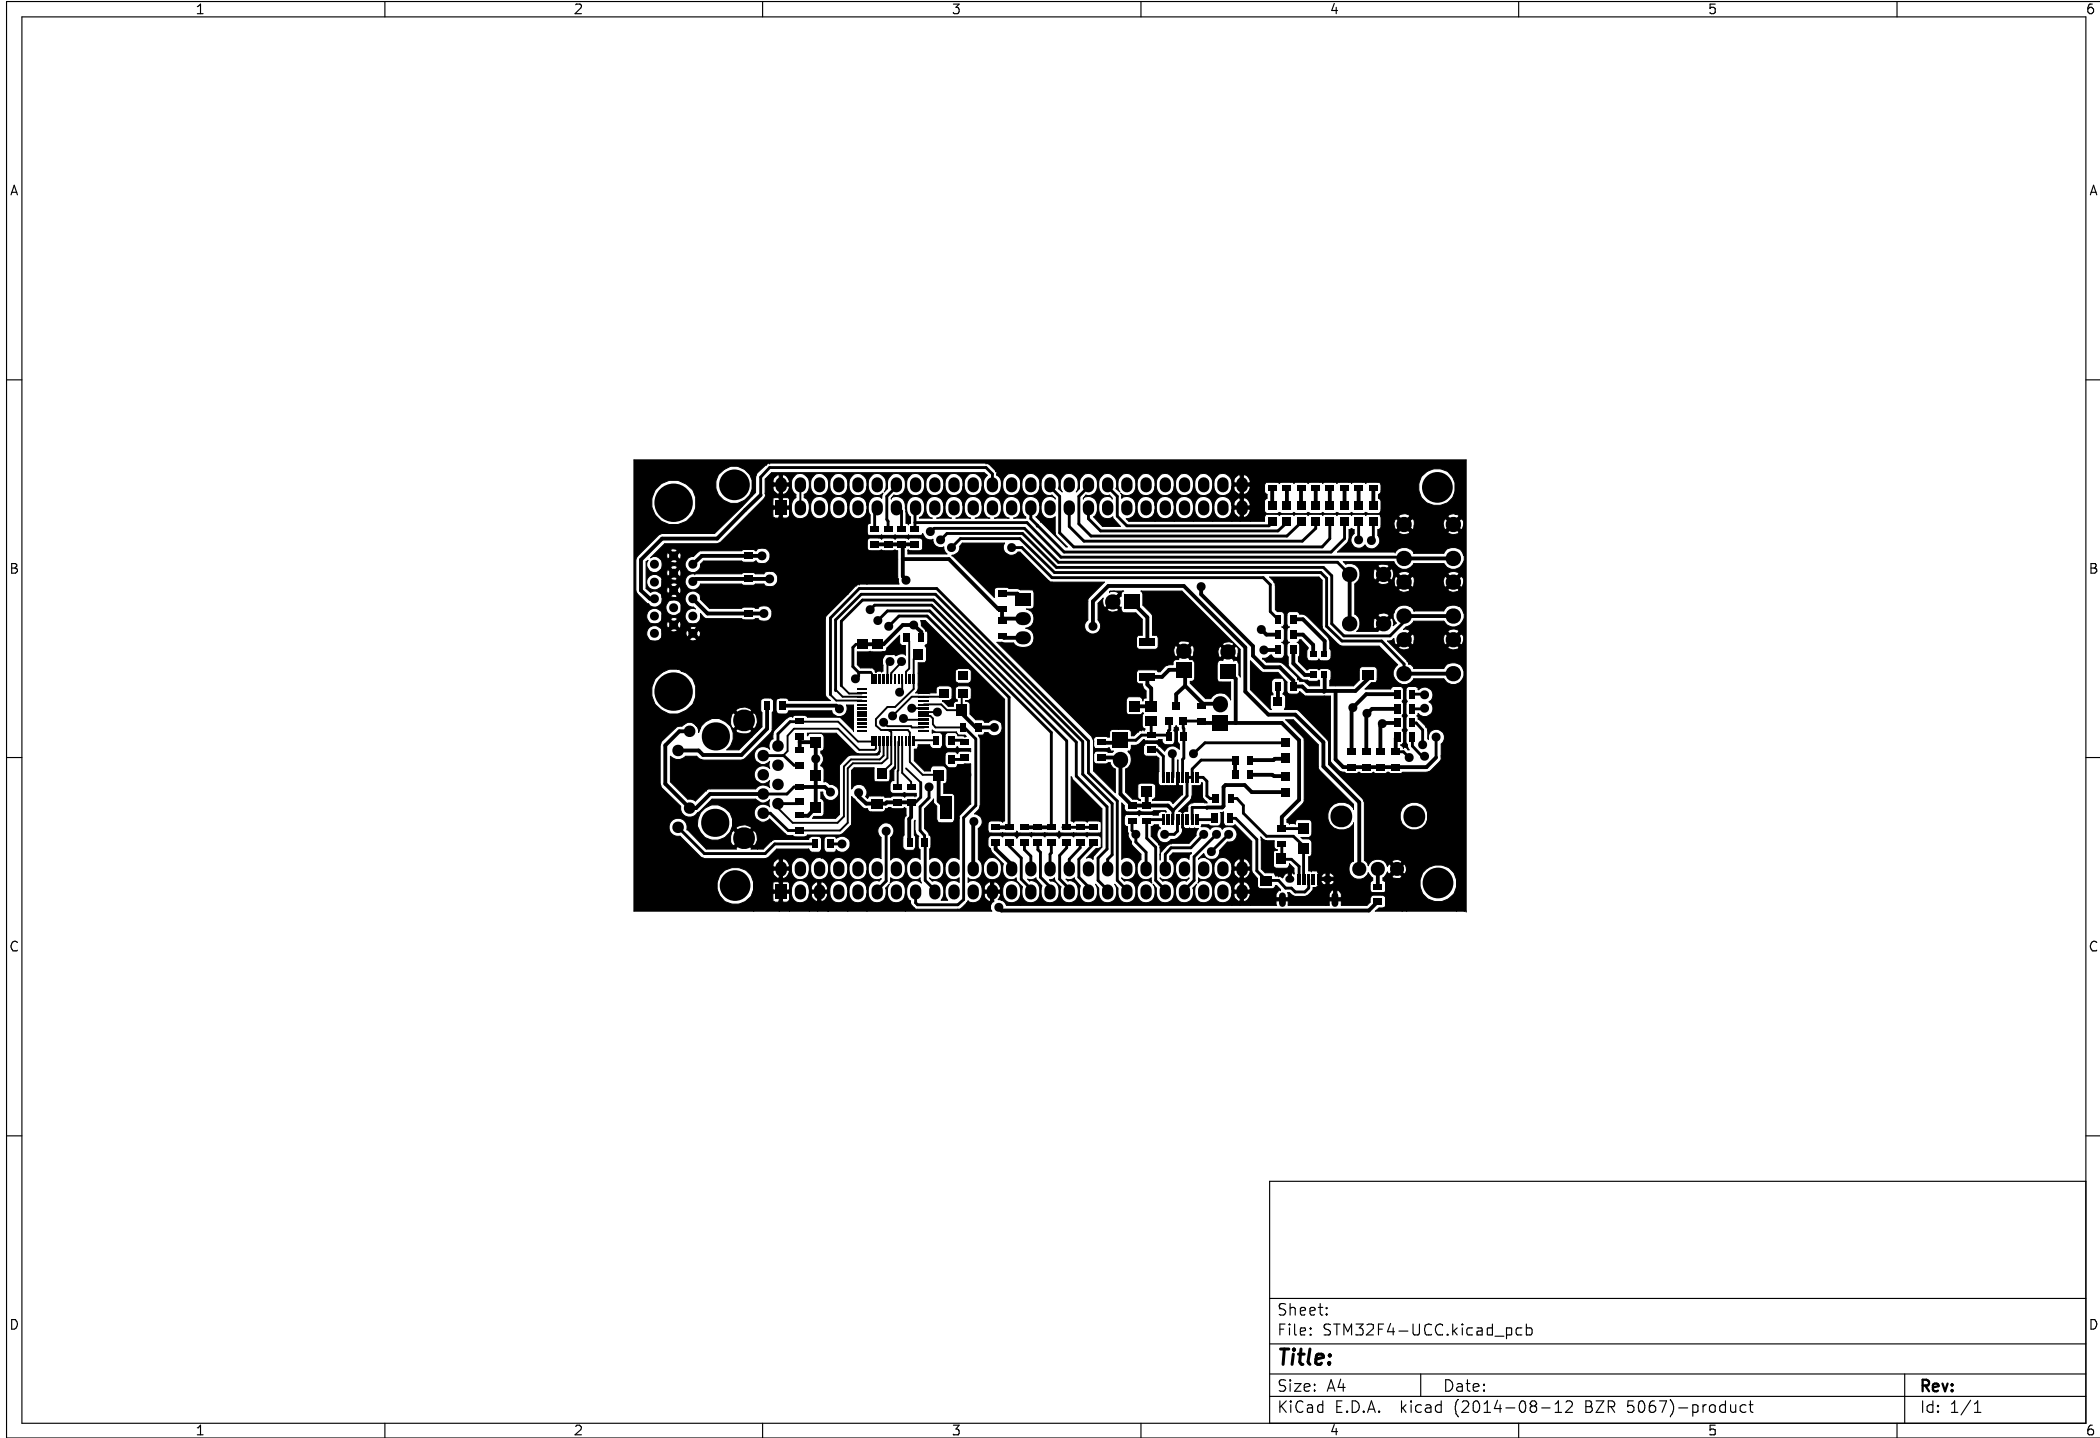 1 2 3 4 5 6
A A
B B
C C
D D
Sheet:
File: STM32F4-UCC.kicad_pcb
Title:
Size: A4 Date: Rev:
KiCad E.D.A. kicad (2014-08-12 BZR 5067)-product Id: 1/1
1 2 3 4 5 6